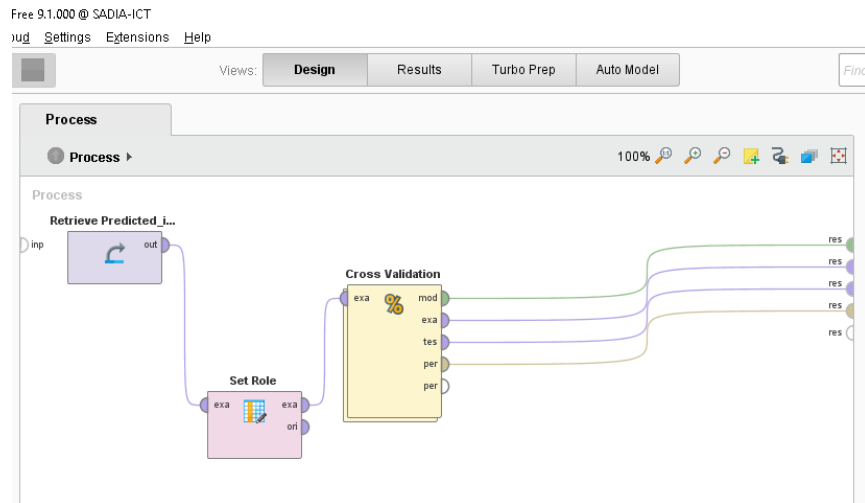 Free 9.1.000 @ SADIA-ICT
oud Settings Extensions Help
Views: Design Results Turbo Prep Auto Model Find
Process
Process
100%
Process
Retrieve Predicted_i...
inp out res
res
Cross Validation res
exa % mod res
exa res
tes
per
Set Role per
exa exa
ori